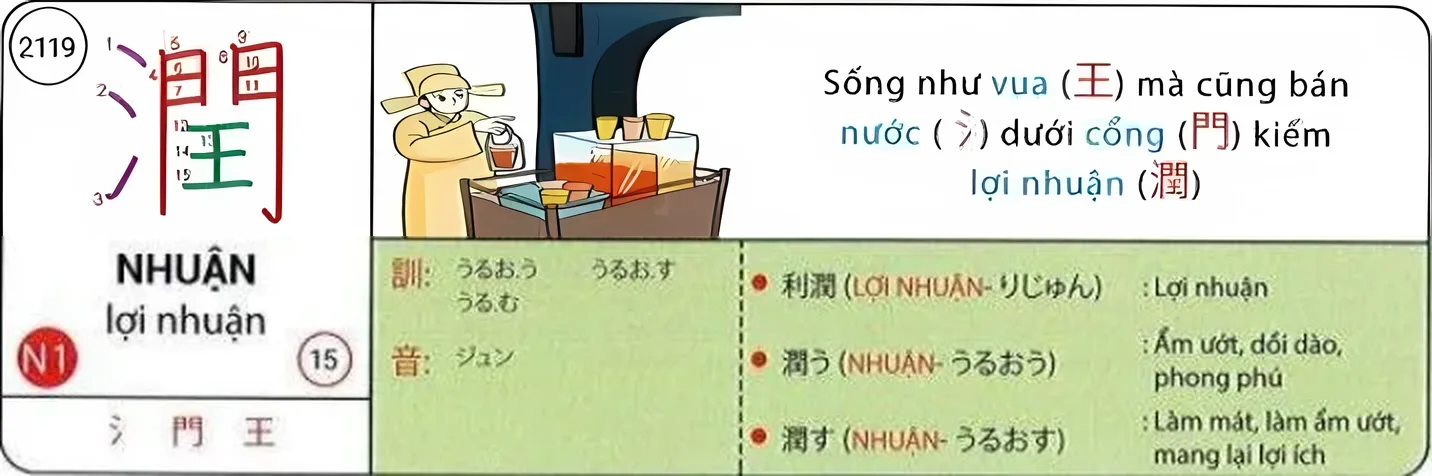 2119
潤
1
2
3
NHUẬN
lợi nhuận
N1
15
氵 門 王
Sống như vua (王) mà cũng bán
nước (氵) dưới cổng (門) kiếm
lợi nhuận (潤)
訓: うるお.う うるお.す
うる.む
音: ジュン
利潤 (LỢI NHUẬN- りじゅん) : Lợi nhuận
潤う (NHUẬN- うるおう) : Ẩm ướt, dồi dào,
phong phú
潤す (NHUẬN- うるおす) : Làm mát, làm ẩm ướt,
mang lại lợi ích